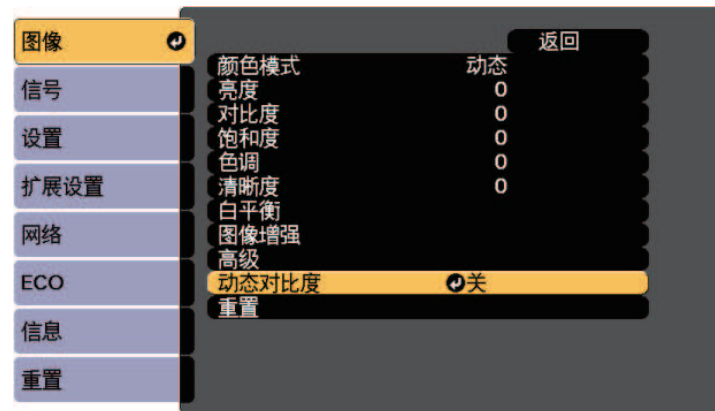 图像
信号
设置
扩展设置
网络
ECO
信息
重置
返回
颜色模式 动态
亮度 0
对比度 0
饱和度 0
色调 0
清晰度 0
白平衡
图像增强
高级
动态对比度 关
重置